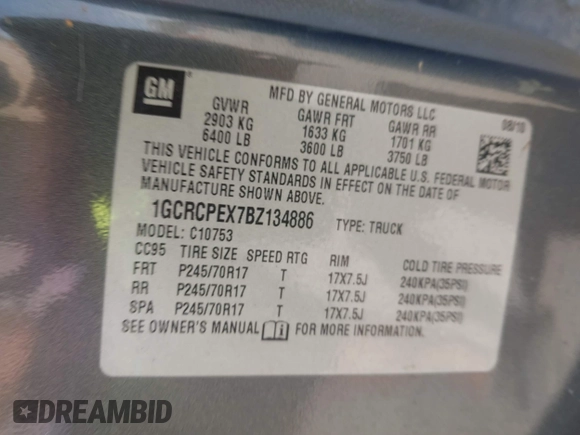 GM
MFD BY GENERAL MOTORS LLC
08/10
GVWR GAWR FRT GAWR RR
2903 KG 1633 KG 1701 KG
6400 LB 3600 LB 3750 LB
THIS VEHICLE CONFORMS TO ALL APPLICABLE U.S. FEDERAL MOTOR
VEHICLE SAFETY STANDARDS IN EFFECT ON THE DATE OF
MANUFACTURE SHOWN ABOVE.
1GCRCPEX7BZ134886 TYPE: TRUCK
MODEL: C10753
CC95 TIRE SIZE SPEED RTG RIM COLD TIRE PRESSURE
FRT P245/70R17 T 17X7.5J 240KPA(35PSI)
RR P245/70R17 T 17X7.5J 240KPA(35PSI)
SPA P245/70R17 T 17X7.5J 240KPA(35PSI)
SEE OWNER'S MANUAL FOR MORE INFORMATION.
DREAMBID